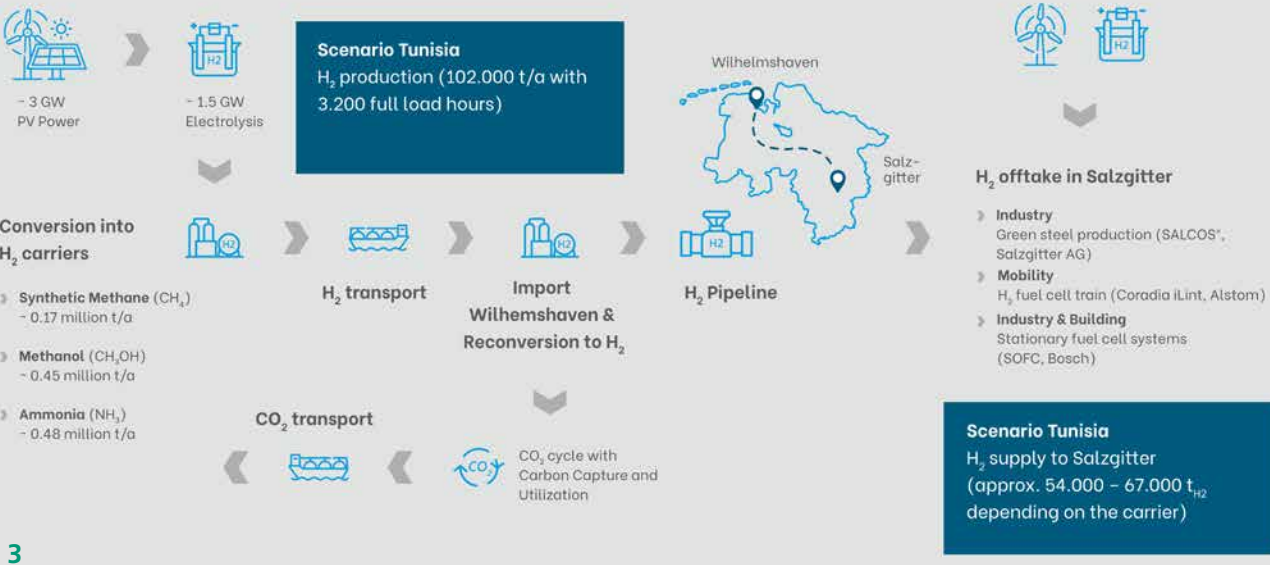 ~ 3 GW
PV Power
H2
~ 1.5 GW
Electrolysis
Scenario Tunisia
H₂ production (102.000 t/a with
3.200 full load hours)
Wilhelmshaven
Salz-
gitter
H2
H₂ offtake in Salzgitter
Industry
Green steel production (SALCOS®,
Salzgitter AG)
Mobility
H₂ fuel cell train (Coradia iLint, Alstom)
Industry & Building
Stationary fuel cell systems
(SOFC, Bosch)
Conversion into
H₂ carriers
Synthetic Methane (CH₄)
~ 0.17 million t/a
Methanol (CH₃OH)
~ 0.45 million t/a
Ammonia (NH₃)
~ 0.48 million t/a
H2
H₂ transport
H2
Import
Wilhemshaven &
Reconversion to H₂
H2
H₂ Pipeline
CO₂ transport
CO₂
CO₂ cycle with
Carbon Capture and
Utilization
Scenario Tunisia
H₂ supply to Salzgitter
(approx. 54.000 – 67.000 tH2
depending on the carrier)
3